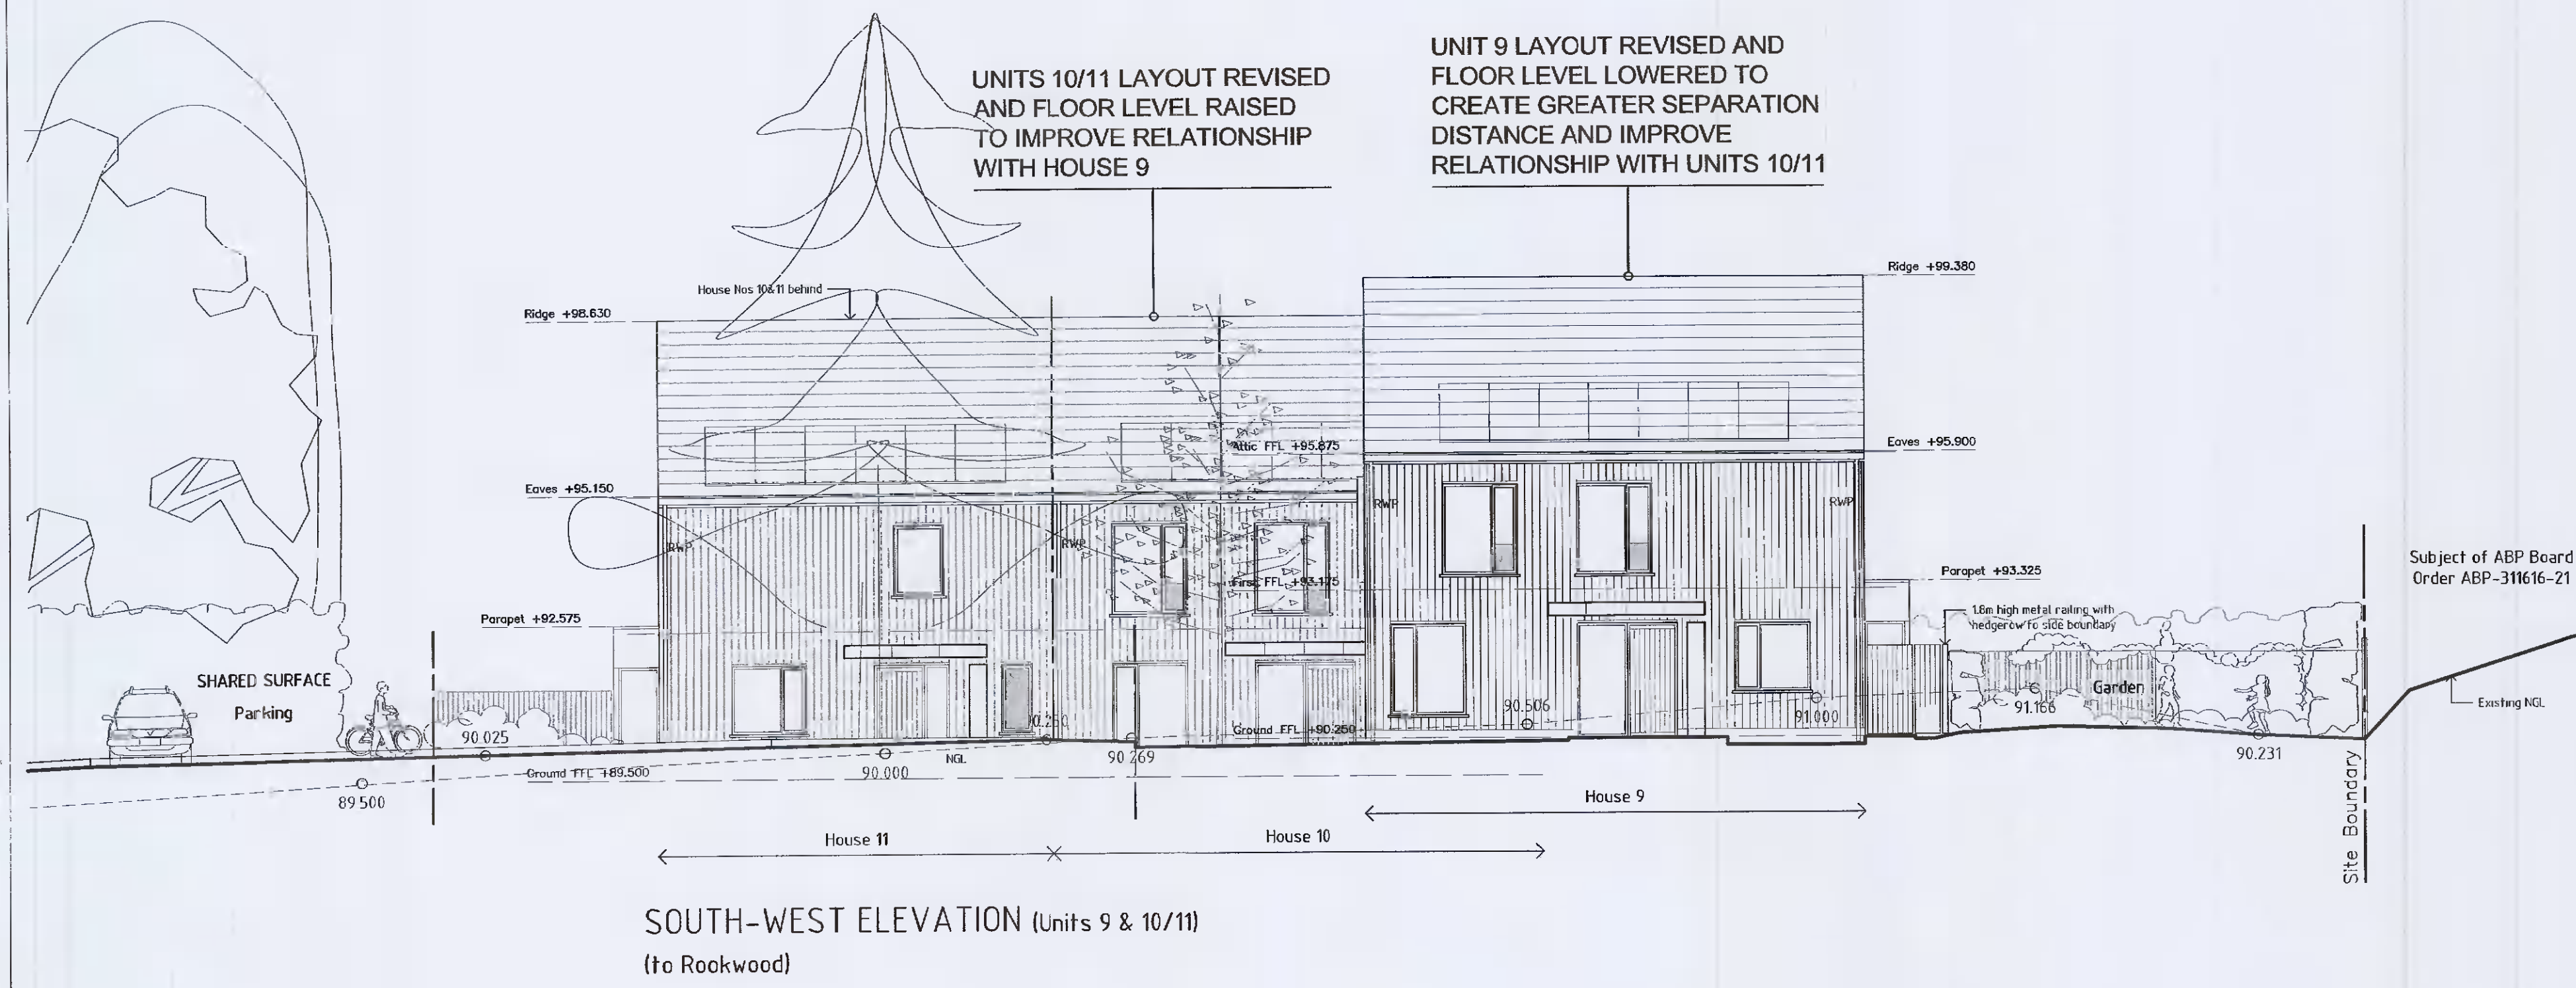 UNITS 10/11 LAYOUT REVISED
AND FLOOR LEVEL RAISED
TO IMPROVE RELATIONSHIP
WITH HOUSE 9
UNIT 9 LAYOUT REVISED AND
FLOOR LEVEL LOWERED TO
CREATE GREATER SEPARATION
DISTANCE AND IMPROVE
RELATIONSHIP WITH UNITS 10/11
Ridge +99.380
House Nos 10&11 behind
Ridge +98.630
Attic FFL +95.875
Eaves +95.900
Eaves +95.150
RWP
RWP
RWP
RWP
First FFL +93.175
Parapet +93.325
Subject of ABP Board
Order ABP-311616-21
Parapet +92.575
1.8m high metal railing with
hedgerow to side boundary
SHARED SURFACE
Parking
Garden
91.166
Existing NGL
90.506
91.000
90.025
Ground FFL +90.250
90.231
NGL
90.269
Ground FFL +89.500
90.000
89.500
Site Boundary
House 9
House 11
House 10
SOUTH-WEST ELEVATION (Units 9 & 10/11)
(to Rookwood)